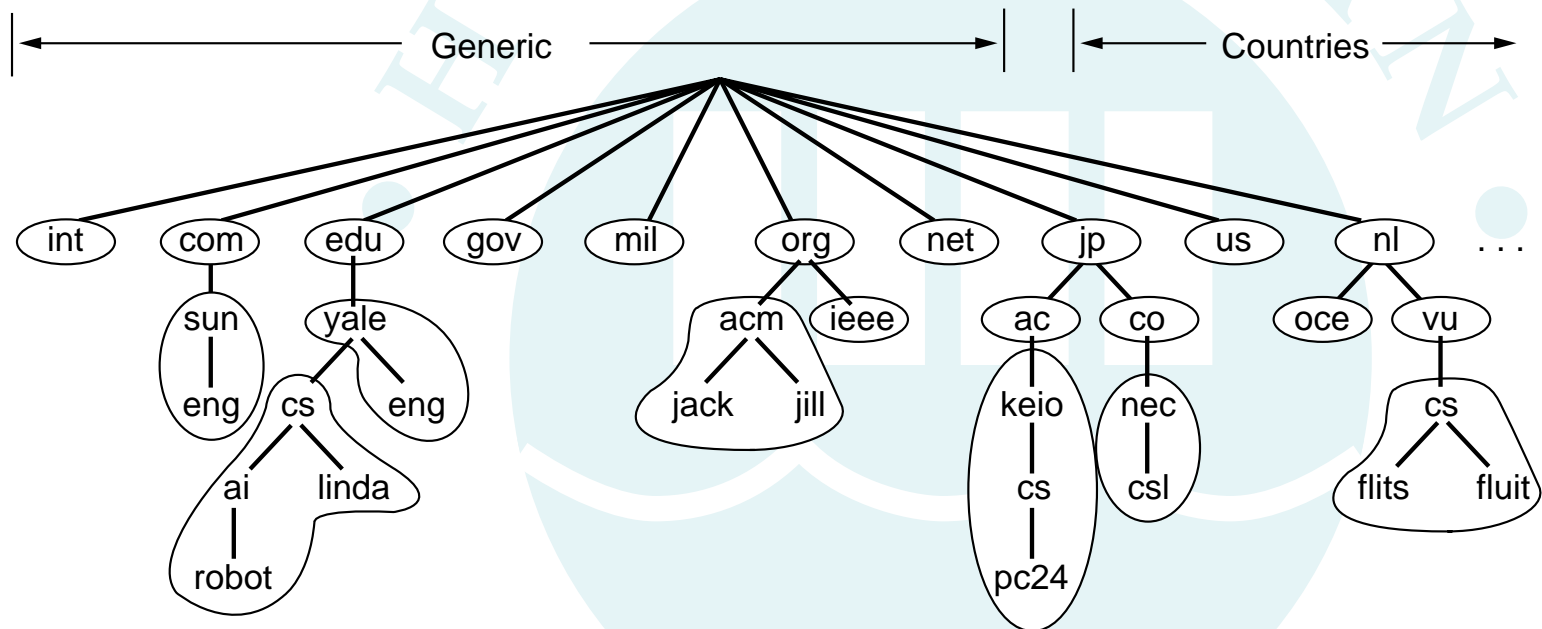 Generic Countries
int com edu gov mil org net jp us nl . . .
sun yale acm ieee ac co oce vu
eng cs eng jack jill keio nec cs
ai linda cs csl flits fluit
robot pc24
H N